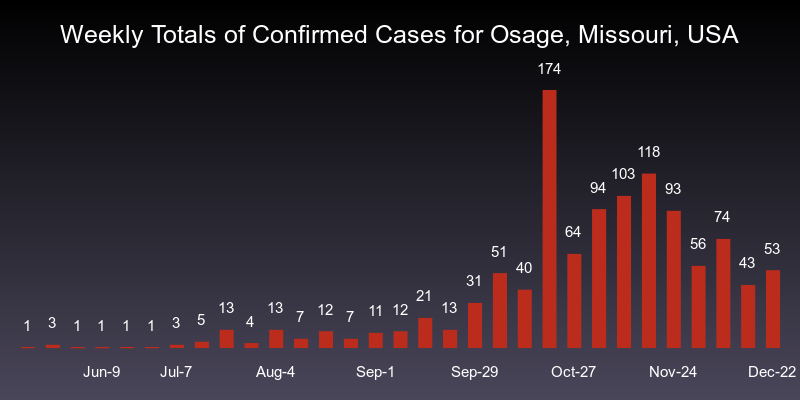 Weekly Totals of Confirmed Cases for Osage, Missouri, USA
1 3 1 1 1 1 3 5 13 4 13 7 12 7 11 12 21 13 31 51 40 174 64 94 103 118 93 56 74 43 53
Jun-9 Jul-7 Aug-4 Sep-1 Sep-29 Oct-27 Nov-24 Dec-22